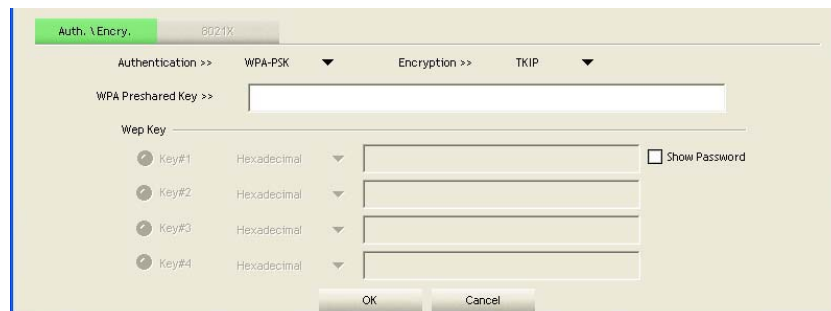 Auth. \ Encry. 8021X
Authentication >> WPA-PSK Encryption >> TKIP
WPA Preshared Key >>
Wep Key
Key#1 Hexadecimal Show Password
Key#2 Hexadecimal
Key#3 Hexadecimal
Key#4 Hexadecimal
OK Cancel